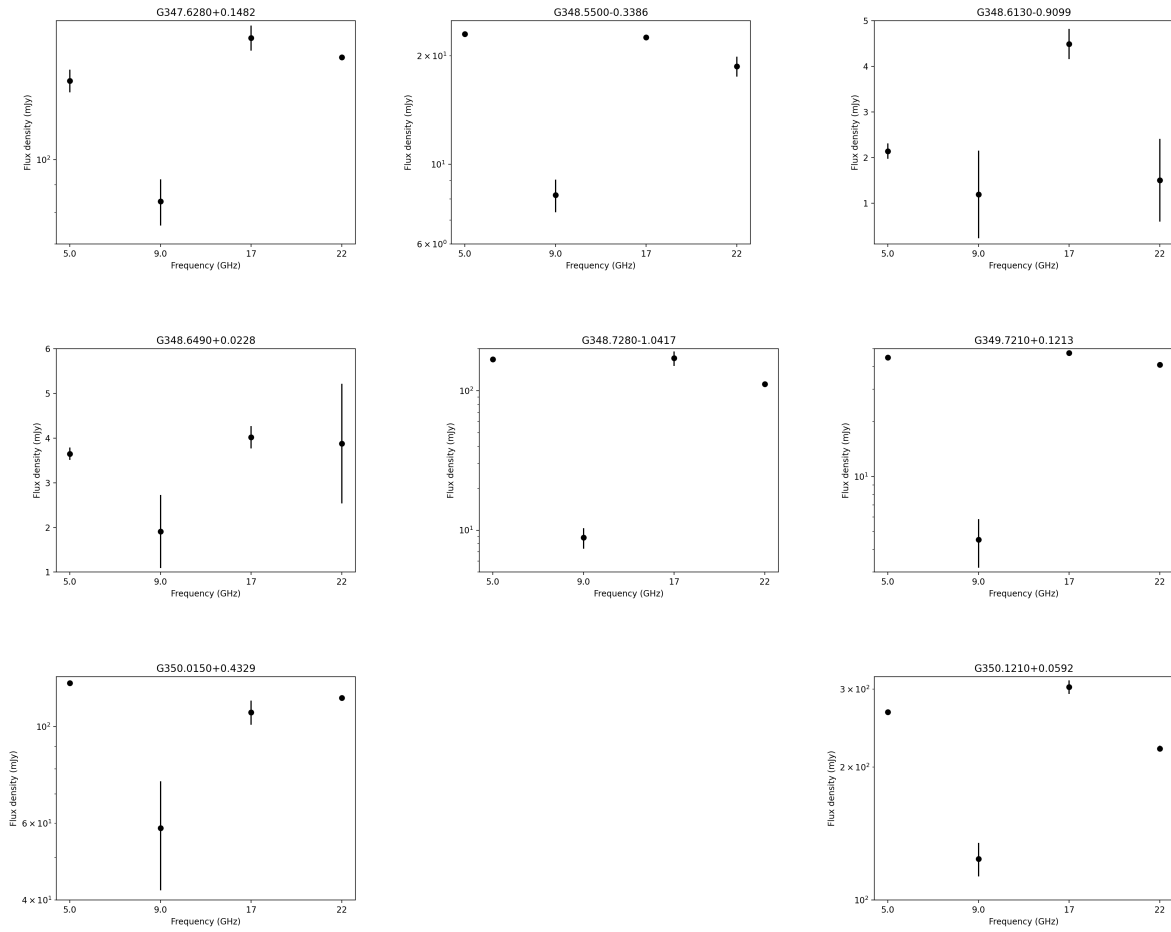 G347.6280+0.1482
Flux density (mJy)
10²
5.0 9.0 17 22
Frequency (GHz)
G348.5500-0.3386
Flux density (mJy)
2 × 10¹
10¹
6 × 10⁰
5.0 9.0 17 22
Frequency (GHz)
G348.6130-0.9099
Flux density (mJy)
5
4
3
2
1
5.0 9.0 17 22
Frequency (GHz)
G348.6490+0.0228
Flux density (mJy)
6
5
4
3
2
1
5.0 9.0 17 22
Frequency (GHz)
G348.7280-1.0417
Flux density (mJy)
10²
10¹
5.0 9.0 17 22
Frequency (GHz)
G349.7210+0.1213
Flux density (mJy)
10¹
5.0 9.0 17 22
Frequency (GHz)
G350.0150+0.4329
Flux density (mJy)
10²
6 × 10¹
4 × 10¹
5.0 9.0 17 22
Frequency (GHz)
G350.1210+0.0592
Flux density (mJy)
3 × 10²
2 × 10²
10²
5.0 9.0 17 22
Frequency (GHz)